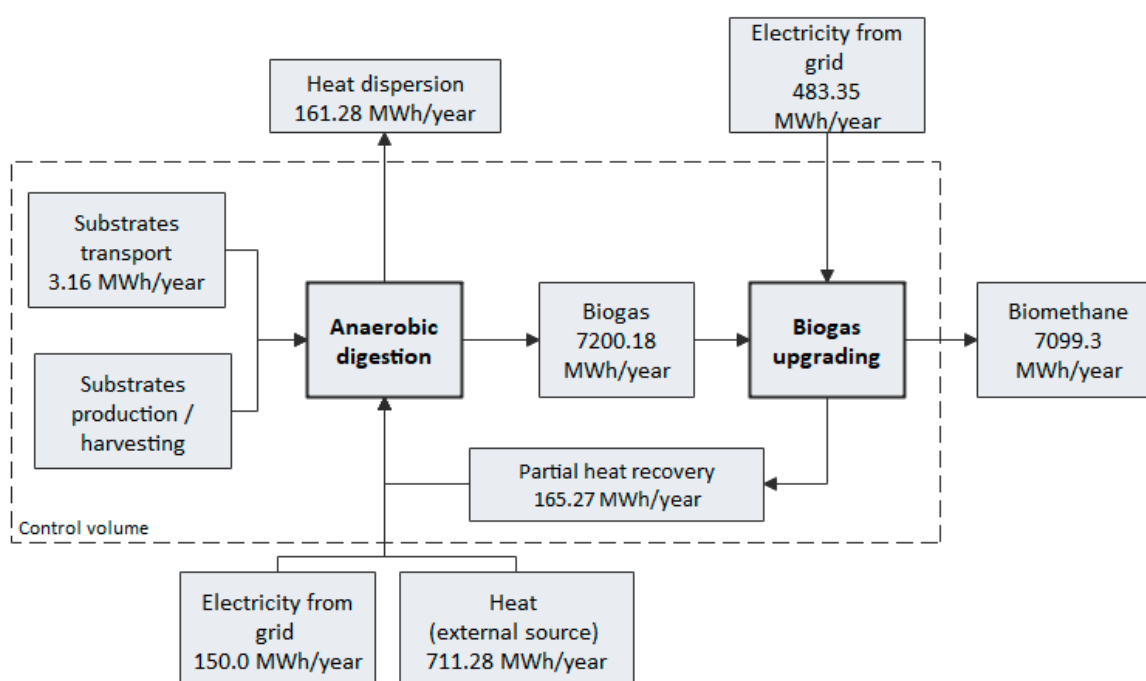 Electricity from
grid
483.35
MWh/year
Heat dispersion
161.28 MWh/year
Substrates
transport
3.16 MWh/year
Anaerobic
digestion
Biogas
7200.18
MWh/year
Biogas
upgrading
Biomethane
7099.3
MWh/year
Substrates
production /
harvesting
Partial heat recovery
165.27 MWh/year
Control volume
Electricity from
grid
150.0 MWh/year
Heat
(external source)
711.28 MWh/year